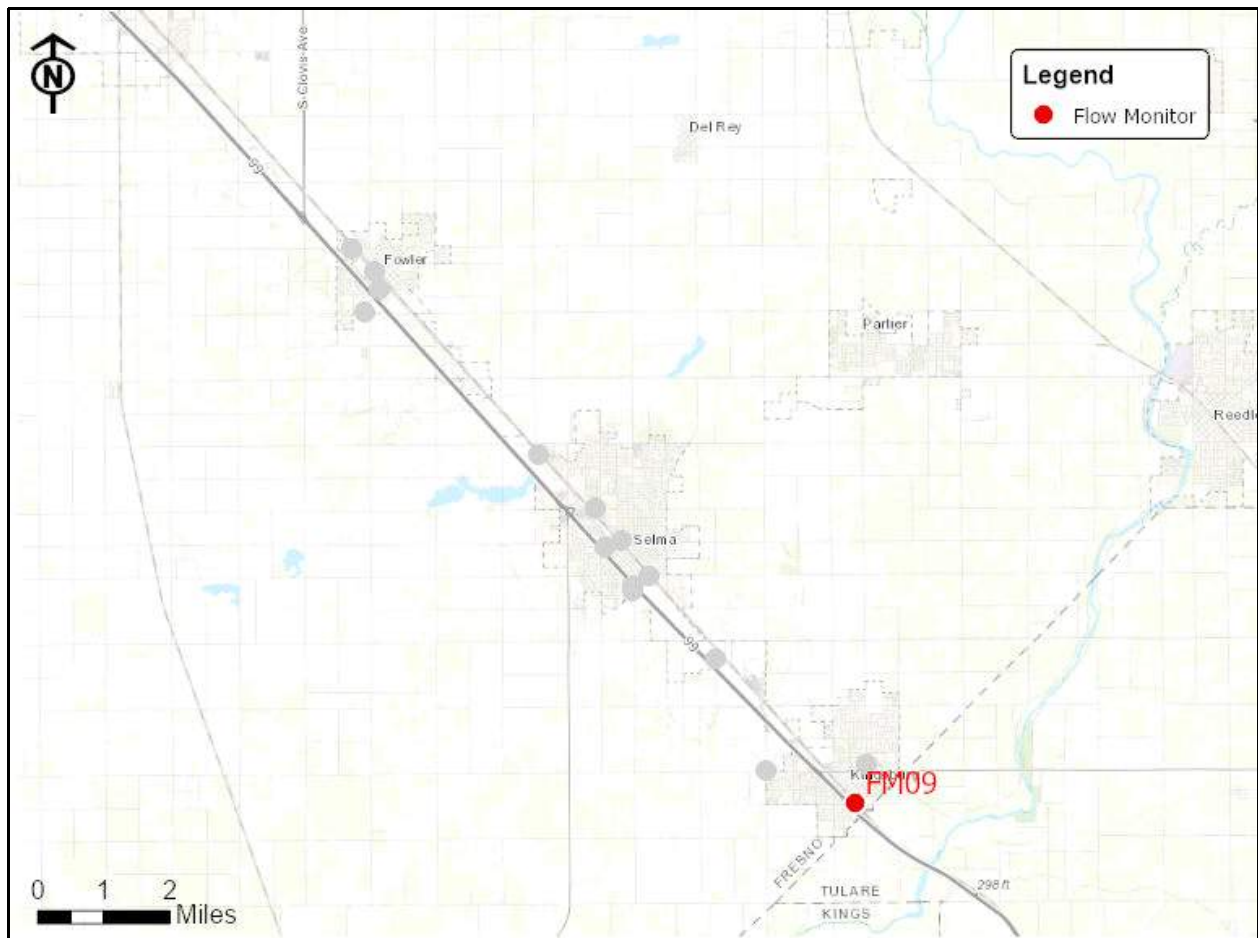 N
S Clovis Ave
Legend
Flow Monitor
Del Rey
99
Fowler
Parlier
Reedle
Selma
99
FM09
FRESNO
298 ft
TULARE
KINGS
0 1 2
Miles